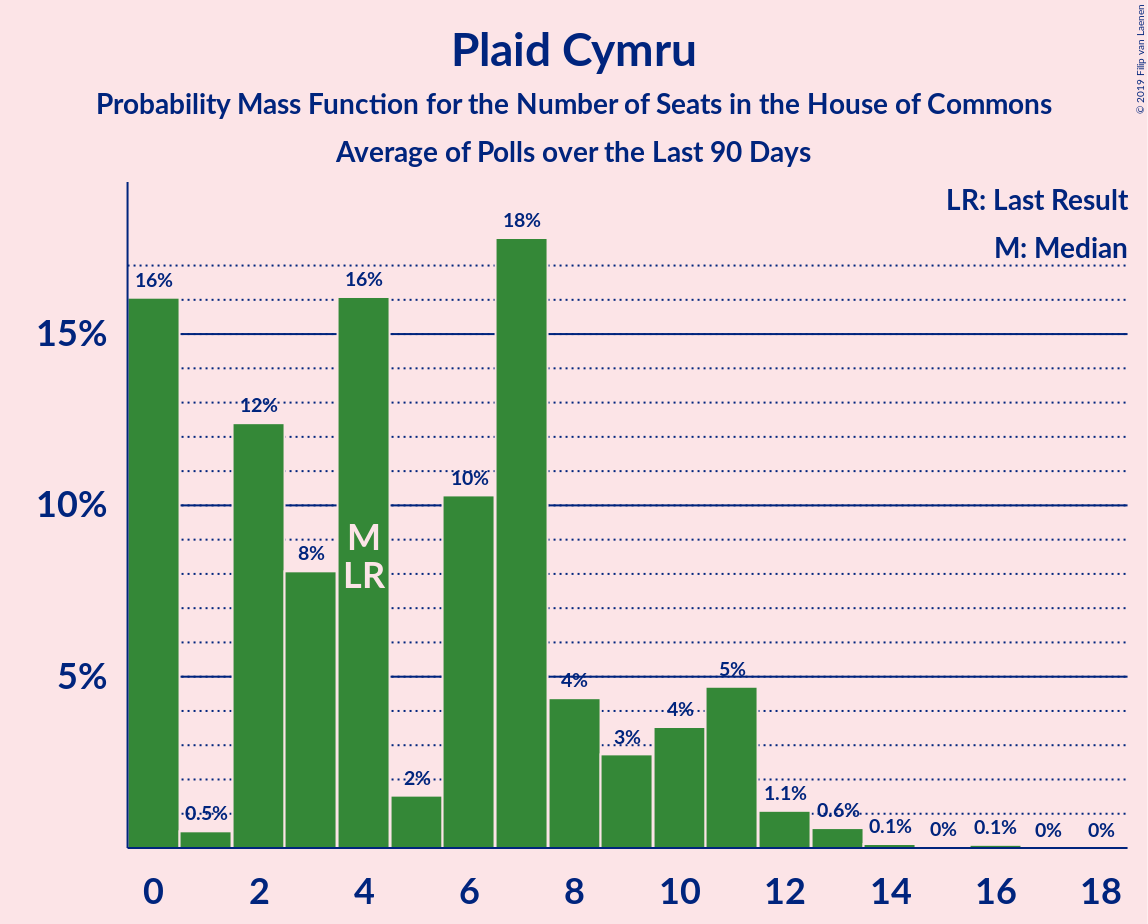 Plaid Cymru
Probability Mass Function for the Number of Seats in the House of Commons
Average of Polls over the Last 90 Days
© 2019 Filip van Laenen
LR: Last Result
M: Median
18%
16%
16%
15%
12%
10%
10%
M
8%
LR
5%
5%
4%
4%
3%
2%
1.1%
0.5%
0.6%
0.1%
0%
0.1%
0%
0%
0 2 4 6 8 10 12 14 16 18